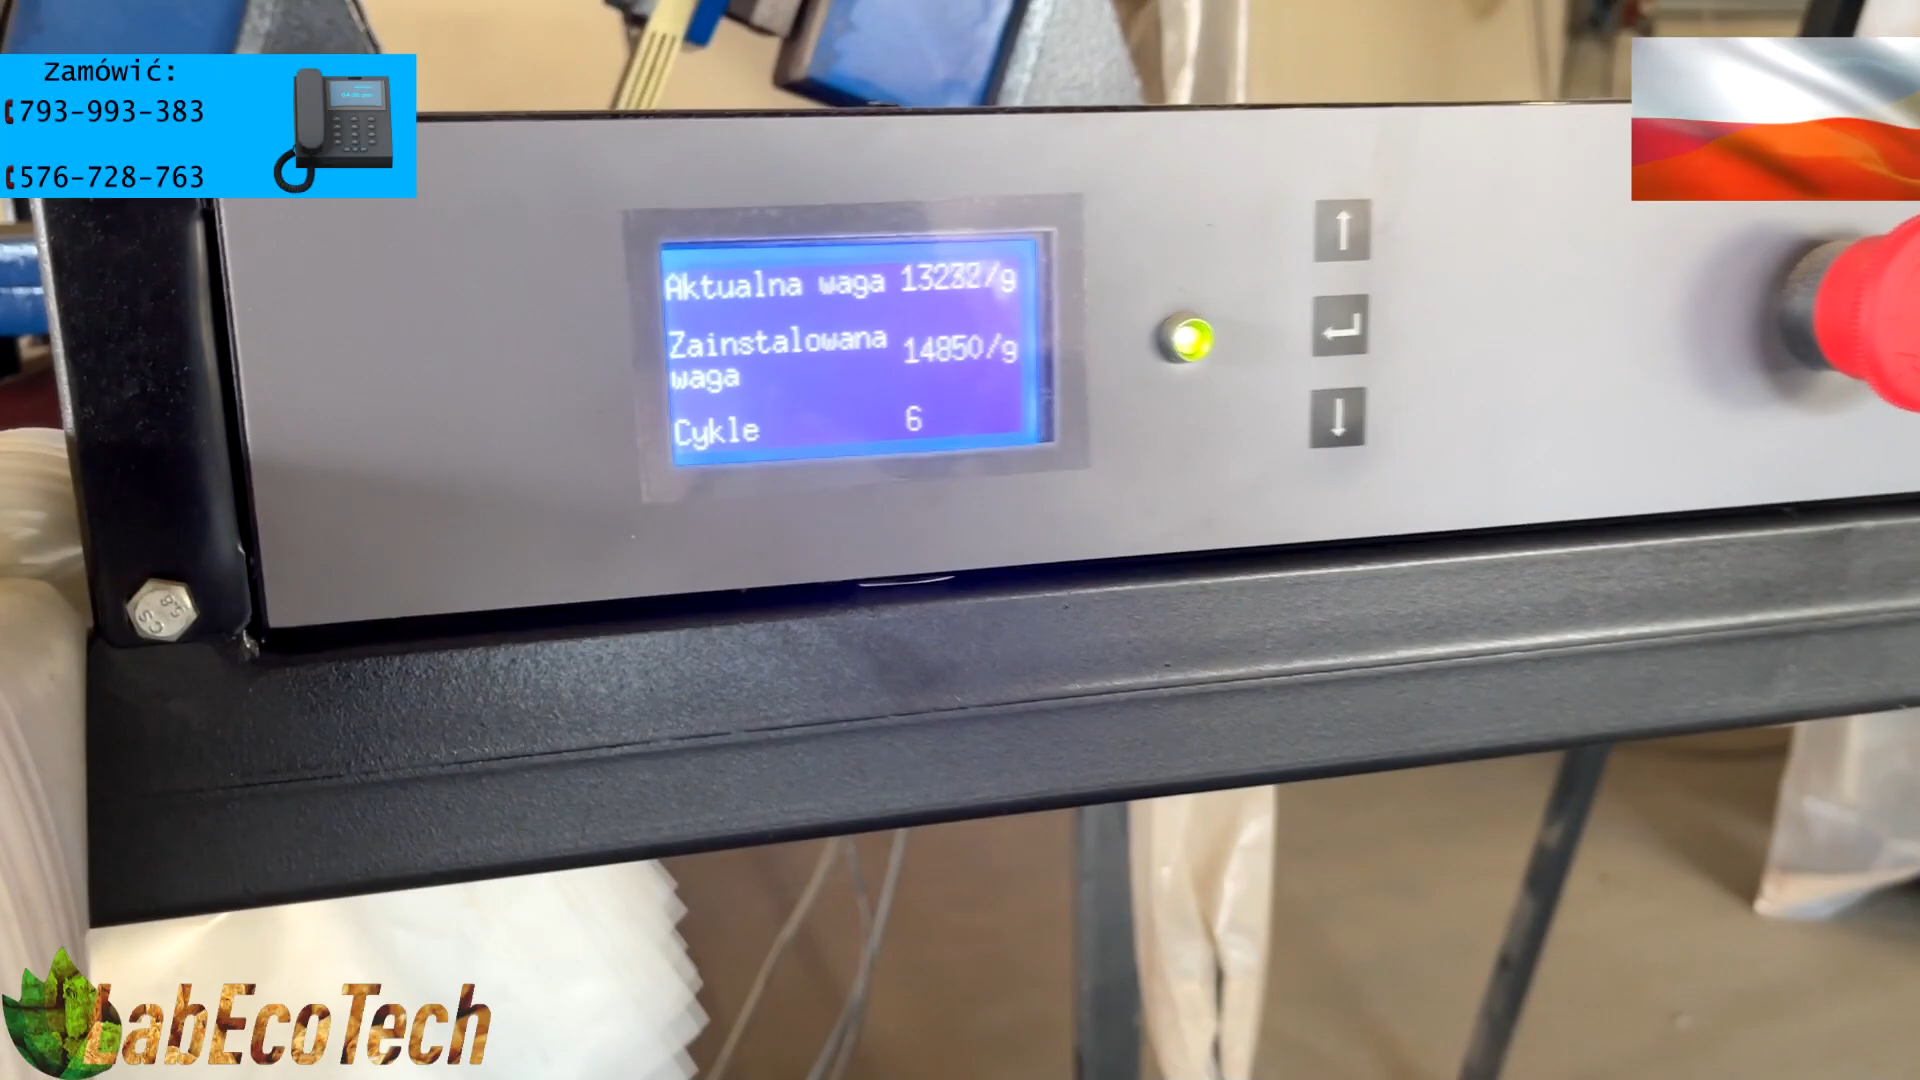 Zamówić:
793-993-383
576-728-763
Aktualna waga 13232/g
Zainstalowana 14850/g
waga
Cykle 6
LabEcoTech